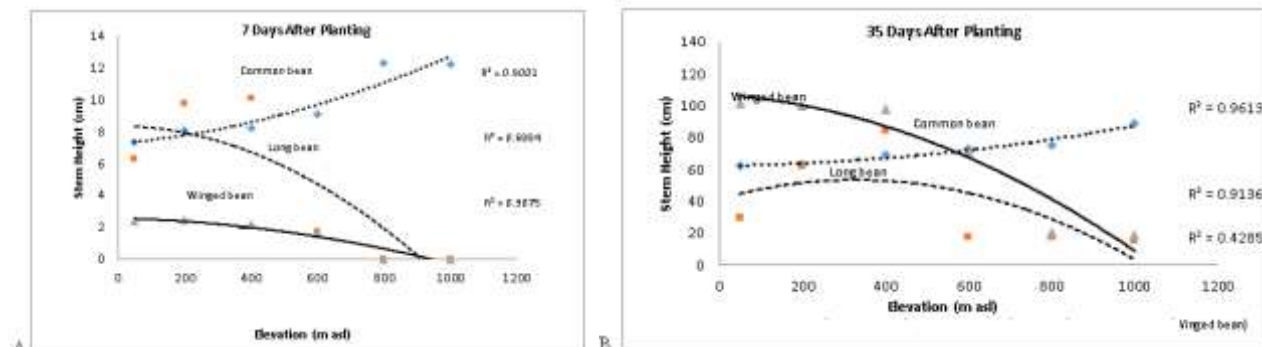 7 Days After Planting
14
12
10
8
6
4
2
0
Stem Height (cm)
Common bean
Long bean
Winged bean
0 200 400 600 800 1000 1200
Elevation (m asl)
A
35 Days After Planting
140
120
100
80
60
40
20
0
Stem Height (cm)
Winged bean
Common bean
Long bean
R² = 0.9613
R² = 0.9136
R² = 0.4285
0 200 400 600 800 1000 1200
Elevation (m asl)
Winged bean)
B